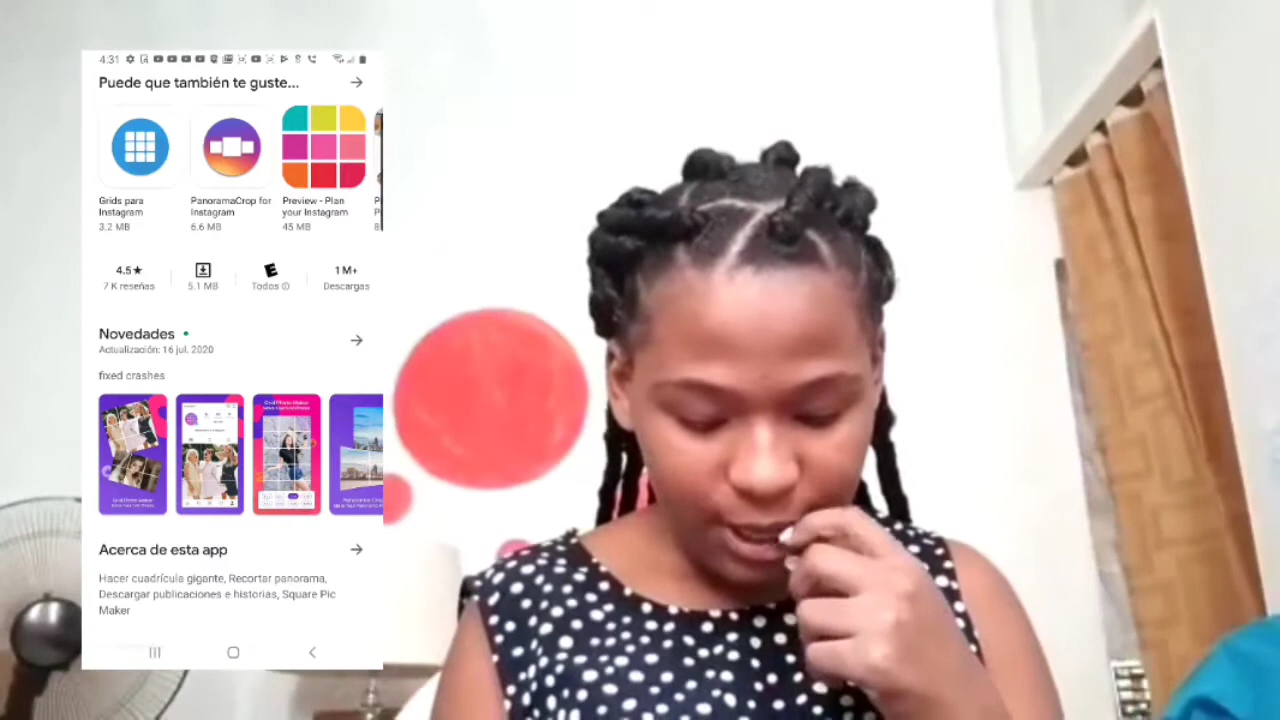 4:31
Puede que también te guste...
Grids para
Instagram
3.2 MB
PanoramaCrop for
Instagram
6.6 MB
Preview - Plan
your Instagram
45 MB
4.5★
7 K reseñas
5.1 MB
E
Todos
1 M+
Descargas
Novedades
Actualización: 16 jul. 2020
fixed crashes
Grid Photo Maker
Acerca de esta app
Hacer cuadrícula gigante, Recortar panorama,
Descargar publicaciones e historias, Square Pic
Maker